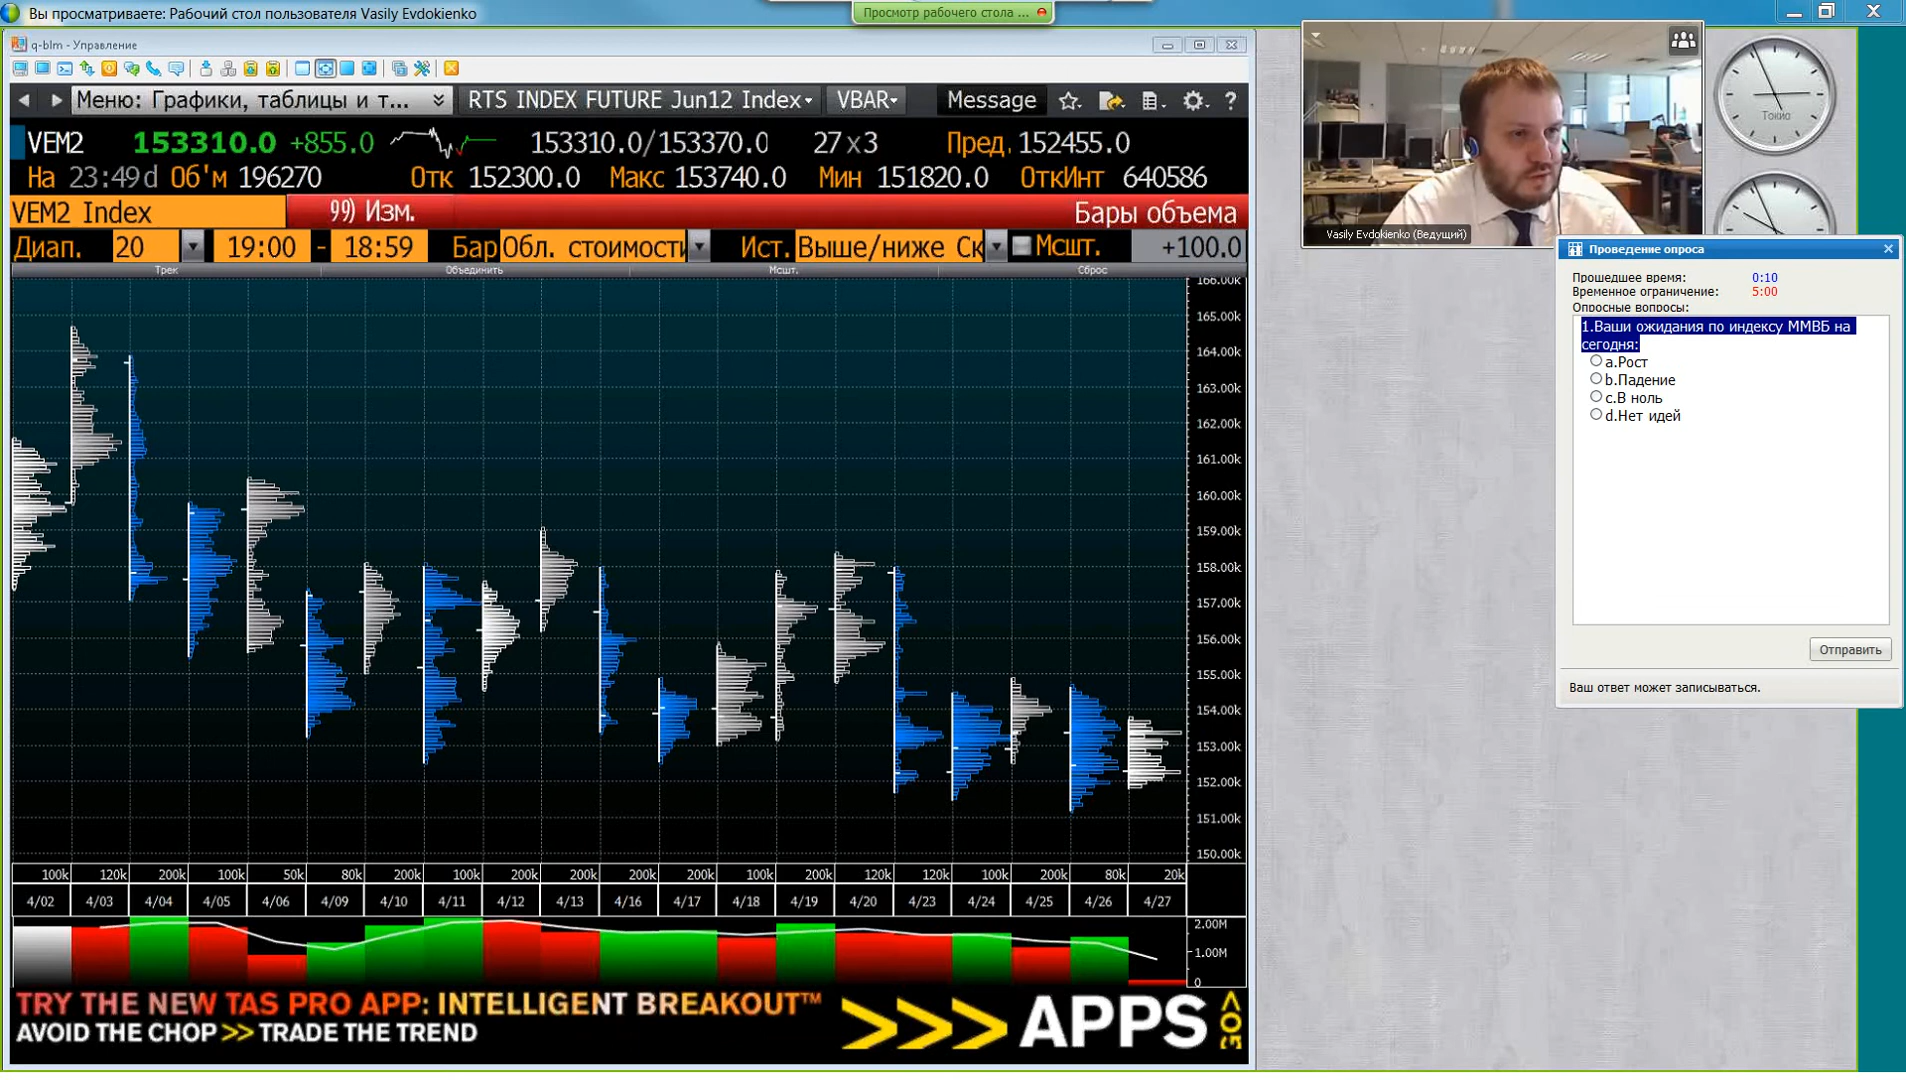 Вы просматриваете: Рабочий стол пользователя Vasily Evdokienko
Просмотр рабочего стола ...
q-blm - Управление
Меню: Графики, таблицы и т... RTS INDEX FUTURE Jun12 Index VBAR Message ?
VEM2 153310.0 +855.0 153310.0/153370.0 27x3 Пред. 152455.0
На 23:49d Об'м 196270 Отк 152300.0 Макс 153740.0 Мин 151820.0 ОткИнт 640586
VEM2 Index 99) Изм. Бары объема
Диап. 20 19:00 - 18:59 Бар Обл. стоимости Ист. Выше/ниже Ск Мсшт. +100.0
Трек Объединить Мсшт. Сброс
166.00k
165.00k
164.00k
163.00k
162.00k
161.00k
160.00k
159.00k
158.00k
157.00k
156.00k
155.00k
154.00k
153.00k
152.00k
151.00k
150.00k
100k 120k 200k 100k 50k 80k 200k 100k 200k 200k 200k 200k 100k 200k 120k 120k 100k 200k 80k 20k
4/02 4/03 4/04 4/05 4/06 4/09 4/10 4/11 4/12 4/13 4/16 4/17 4/18 4/19 4/20 4/23 4/24 4/25 4/26 4/27
2.00M
1.00M
0
TRY THE NEW TAS PRO APP: INTELLIGENT BREAKOUT™
AVOID THE CHOP >> TRADE THE TREND
>>> APPS
Vasily Evdokienko (Ведущий)
Токио
Проведение опроса
Прошедшее время: 0:10
Временное ограничение: 5:00
Опросные вопросы:
1.Ваши ожидания по индексу ММВБ на
сегодня:
a.Рост
b.Падение
c.В ноль
d.Нет идей
Отправить
Ваш ответ может записываться.